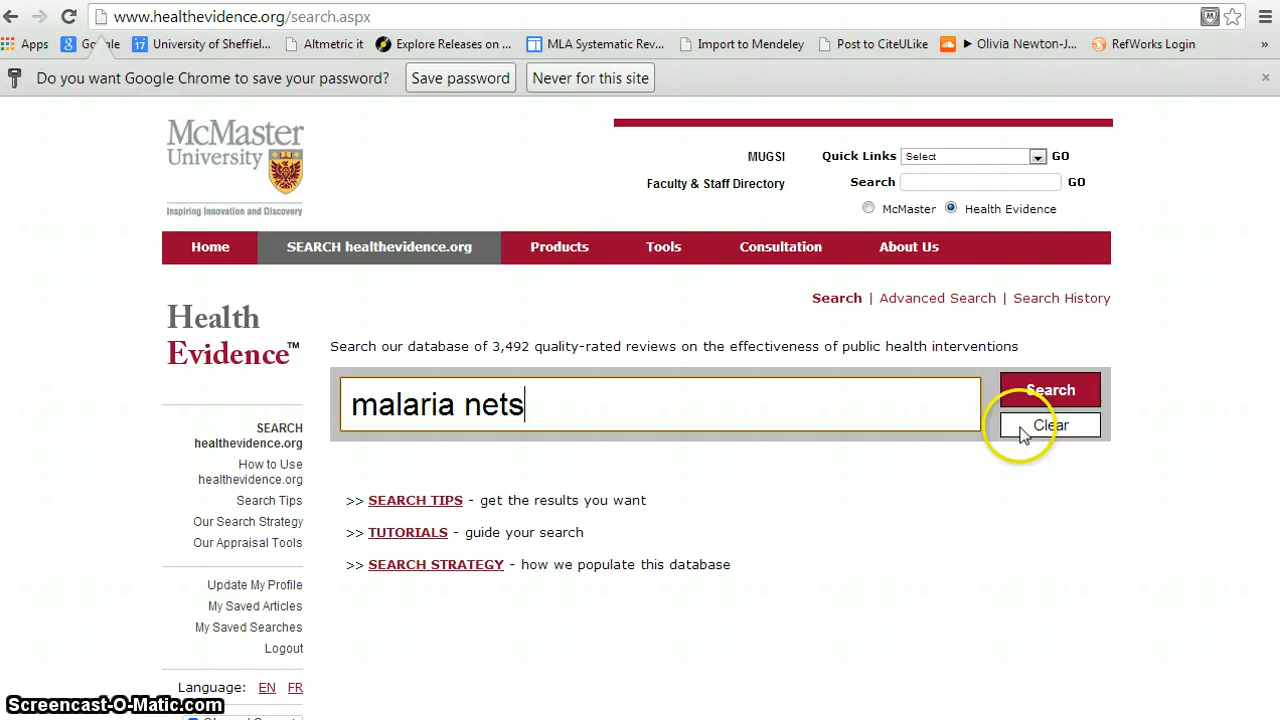 www.healthevidence.org/search.aspx
Apps Google University of Sheffiel... Altmetric it Explore Releases on ... MLA Systematic Rev... Import to Mendeley Post to CiteULike Olivia Newton-J... RefWorks Login »
Do you want Google Chrome to save your password? Save password Never for this site ×
McMaster
University
Inspiring Innovation and Discovery
MUGSI Quick Links Select GO
Faculty & Staff Directory Search GO
McMaster Health Evidence
Home SEARCH healthevidence.org Products Tools Consultation About Us
Search | Advanced Search | Search History
Health
Evidence™
Search our database of 3,492 quality-rated reviews on the effectiveness of public health interventions
malaria nets
Search
Clear
>> SEARCH TIPS - get the results you want
>> TUTORIALS - guide your search
>> SEARCH STRATEGY - how we populate this database
SEARCH
healthevidence.org
How to Use
healthevidence.org
Search Tips
Our Search Strategy
Our Appraisal Tools
Update My Profile
My Saved Articles
My Saved Searches
Logout
Language: EN FR
Screencast-O-Matic.com